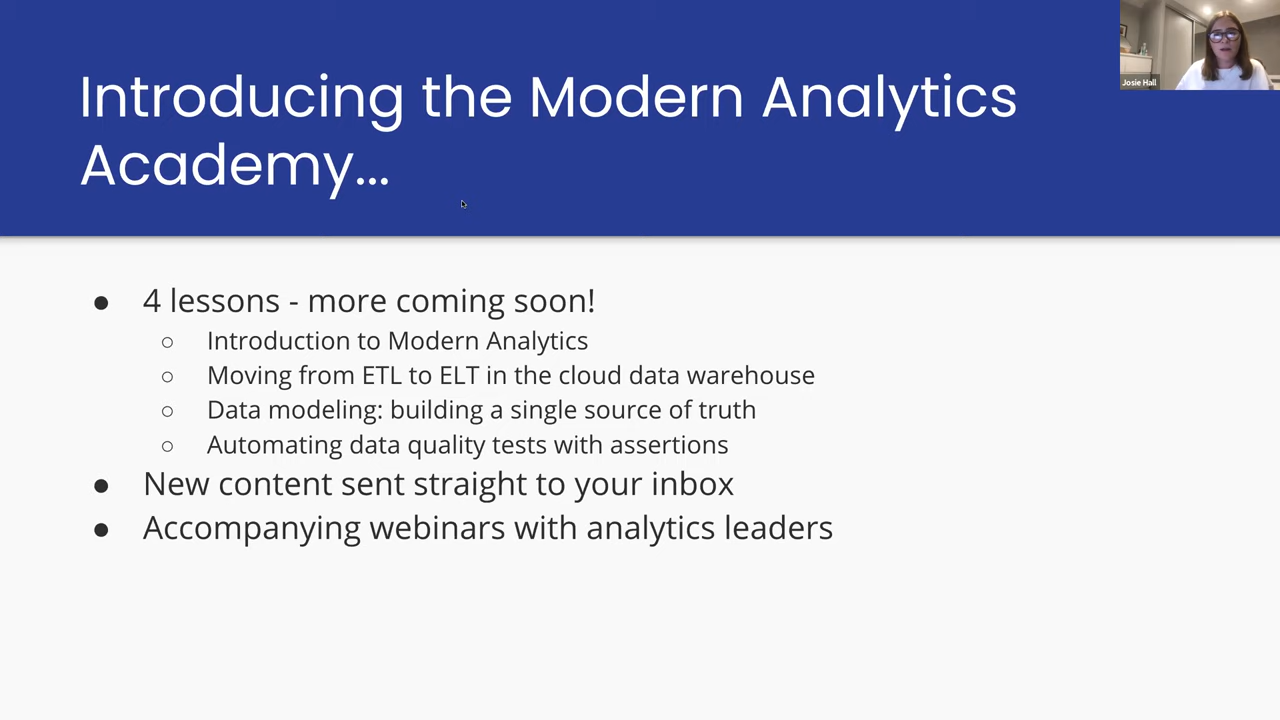 Introducing the Modern Analytics
Academy...
Josie Hall
● 4 lessons - more coming soon!
○ Introduction to Modern Analytics
○ Moving from ETL to ELT in the cloud data warehouse
○ Data modeling: building a single source of truth
○ Automating data quality tests with assertions
● New content sent straight to your inbox
● Accompanying webinars with analytics leaders